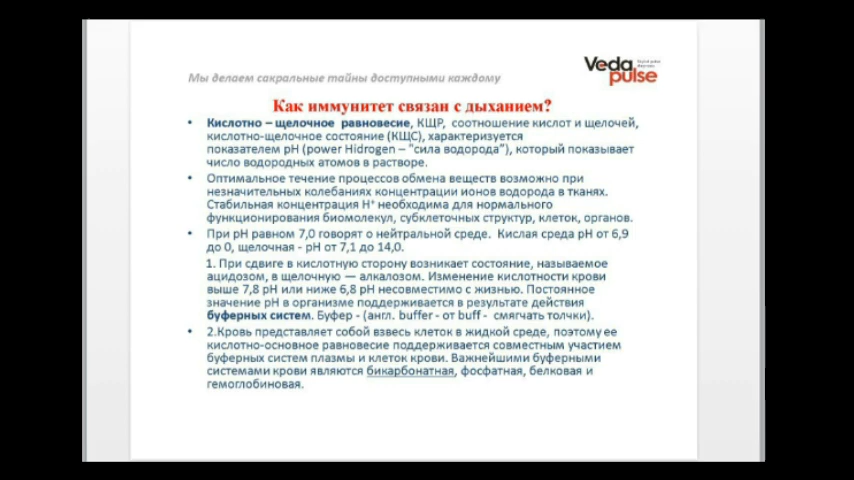 Мы делаем сакральные тайны доступными каждому
Veda
pulse
Как иммунитет связан с дыханием?
• Кислотно – щелочное равновесие, КЩР, соотношение кислот и щелочей,
кислотно-щелочное состояние (КЩС), характеризуется
показателем pH (power Hidrogen – "сила водорода"), который показывает
число водородных атомов в растворе.
• Оптимальное течение процессов обмена веществ возможно при
незначительных колебаниях концентрации ионов водорода в тканях.
Стабильная концентрация H⁺ необходима для нормального
функционирования биомолекул, субклеточных структур, клеток, органов.
• При pH равном 7,0 говорят о нейтральной среде. Кислая среда pH от 6,9
до 0, щелочная - pH от 7,1 до 14,0.
1. При сдвиге в кислотную сторону возникает состояние, называемое
ацидозом, в щелочную — алкалозом. Изменение кислотности крови
выше 7,8 pH или ниже 6,8 pH несовместимо с жизнью. Постоянное
значение pH в организме поддерживается в результате действия
буферных систем. Буфер - (англ. buffer - от buff - смягчать толчки).
• 2.Кровь представляет собой взвесь клеток в жидкой среде, поэтому ее
кислотно-основное равновесие поддерживается совместным участием
буферных систем плазмы и клеток крови. Важнейшими буферными
системами крови являются бикарбонатная, фосфатная, белковая и
гемоглобиновая.